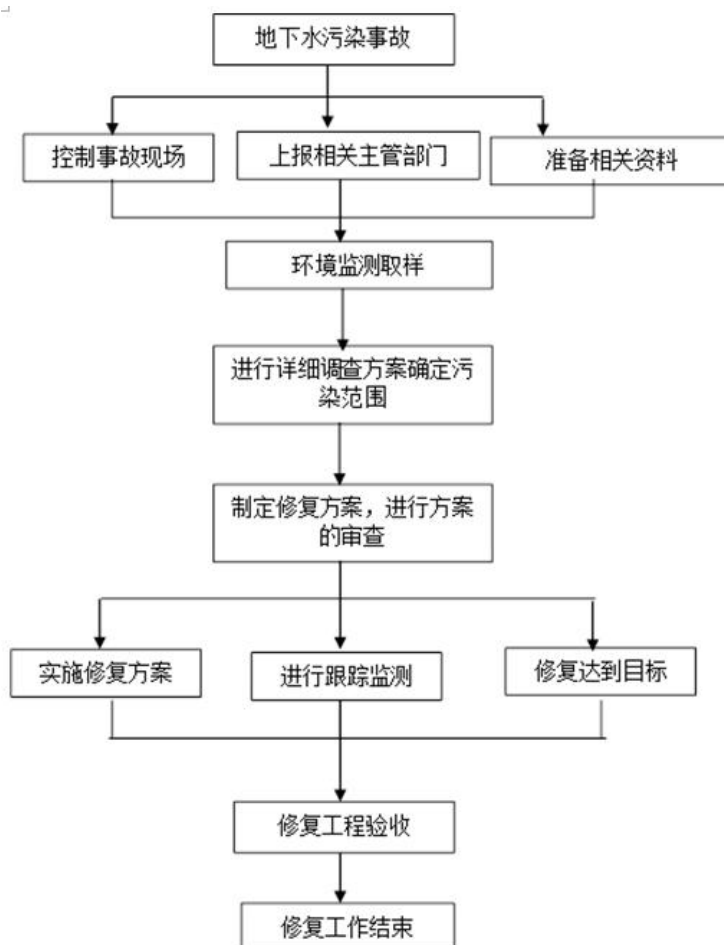 地下水污染事故
控制事故现场
上报相关主管部门
准备相关资料
环境监测取样
进行详细调查方案确定污
染范围
制定修复方案，进行方案
的审查
实施修复方案
进行跟踪监测
修复达到目标
修复工程验收
修复工作结束